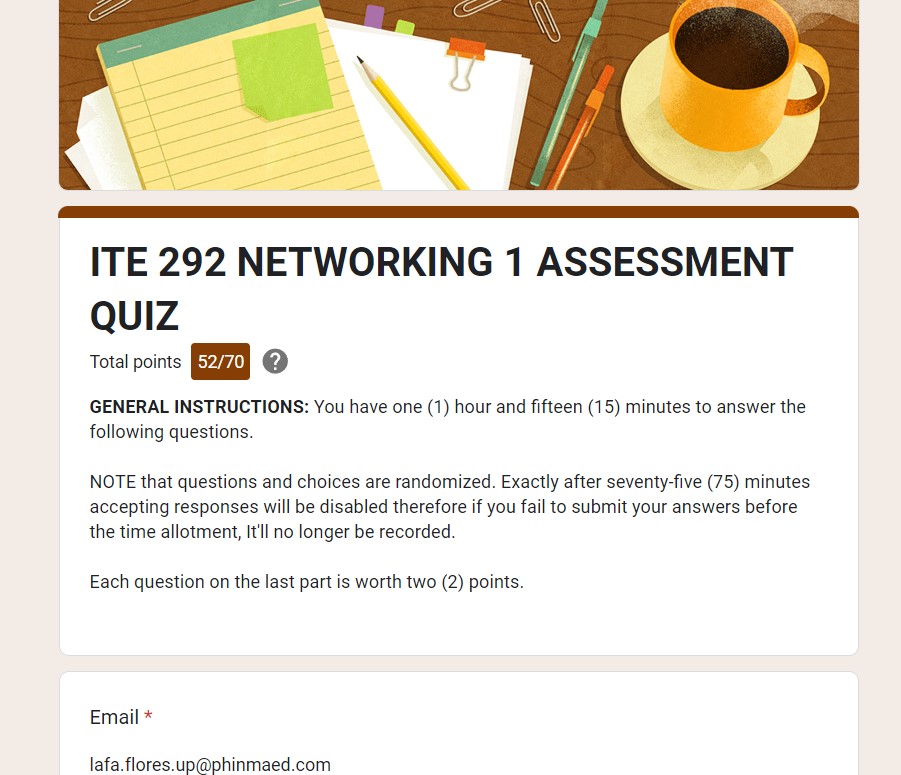 ITE 292 NETWORKING 1 ASSESSMENT
QUIZ
Total points 52/70 ?
GENERAL INSTRUCTIONS: You have one (1) hour and fifteen (15) minutes to answer the
following questions.
NOTE that questions and choices are randomized. Exactly after seventy-five (75) minutes
accepting responses will be disabled therefore if you fail to submit your answers before
the time allotment, It'll no longer be recorded.
Each question on the last part is worth two (2) points.
Email *
lafa.flores.up@phinmaed.com